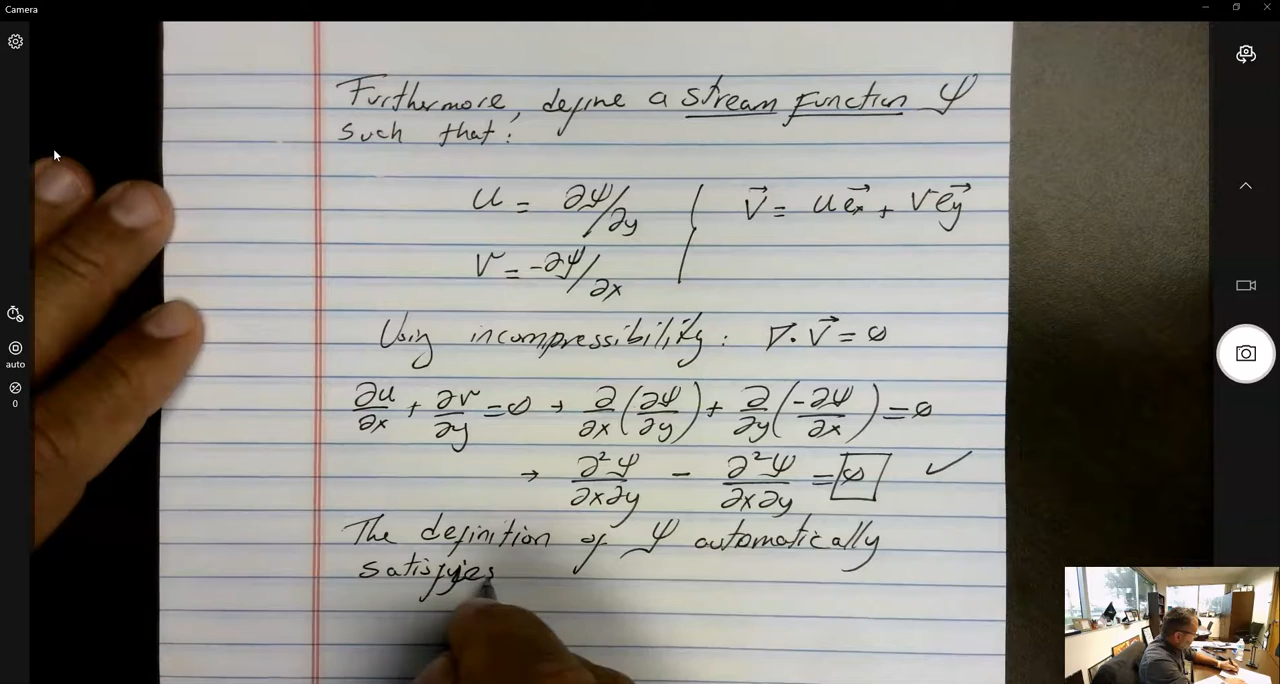 Camera
Furthermore, define a stream function ψ
such that:
u = ∂ψ/∂y
V⃗ = u e⃗x + v e⃗y
v = -∂ψ/∂x
Using incompressibility: ∇·V⃗ = 0
∂u/∂x + ∂v/∂y = 0 → ∂/∂x (∂ψ/∂y) + ∂/∂y (-∂ψ/∂x) = 0
→ ∂²ψ/∂x∂y - ∂²ψ/∂x∂y = 0 ✓
The definition of ψ automatically
satisfyies
auto
0